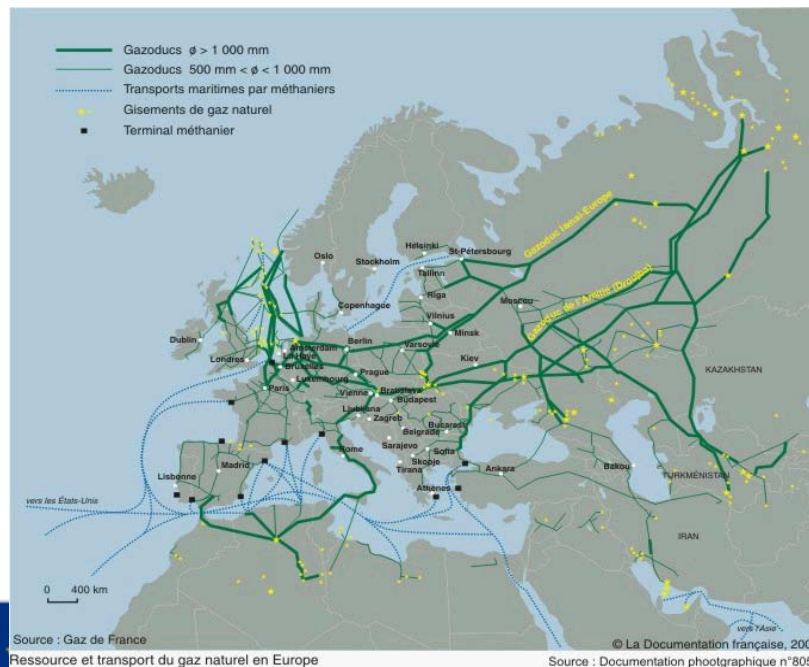 Gazoducs ø > 1 000 mm
Gazoducs 500 mm < ø < 1 000 mm
Transports maritimes par méthaniers
Gisements de gaz naturel
Terminal méthanier
Gazoduc Iamal-Europe
Gazoduc de l'Amitié (Droujba)
Helsinki
St-Pétersbourg
Oslo
Stockholm
Tallinn
Riga
Moscou
Copenhague
Vilnius
Minsk
Dublin
Berlin
Varsovie
Amsterdam
La Haye
Londres
Bruxelles
Kiev
Prague
Luxembourg
Paris
Vienne
Bratislava
Budapest
KAZAKHSTAN
Ljubljana
Zagreb
Bucarest
Belgrade
Sarajevo
Sofia
Rome
Skopje
Tirana
Madrid
Lisbonne
Ankara
Bakou
TURKMÉNISTAN
Athènes
vers les États-Unis
IRAN
0 400 km
vers l'Asie
Source : Gaz de France
© La Documentation française, 200
Ressource et transport du gaz naturel en Europe
Source : Documentation photographique n°805